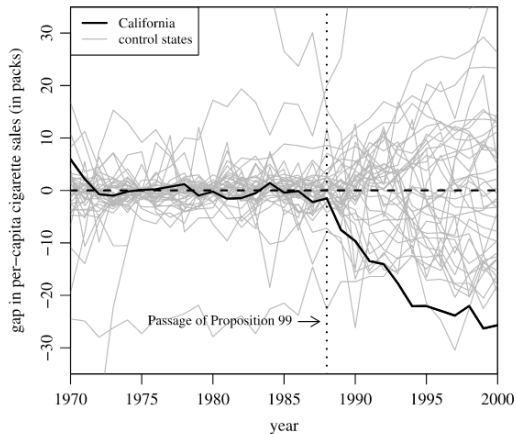 California
control states
gap in per−capita cigarette sales (in packs)
30
20
10
0
−10
−20
−30
Passage of Proposition 99
1970 1975 1980 1985 1990 1995 2000
year